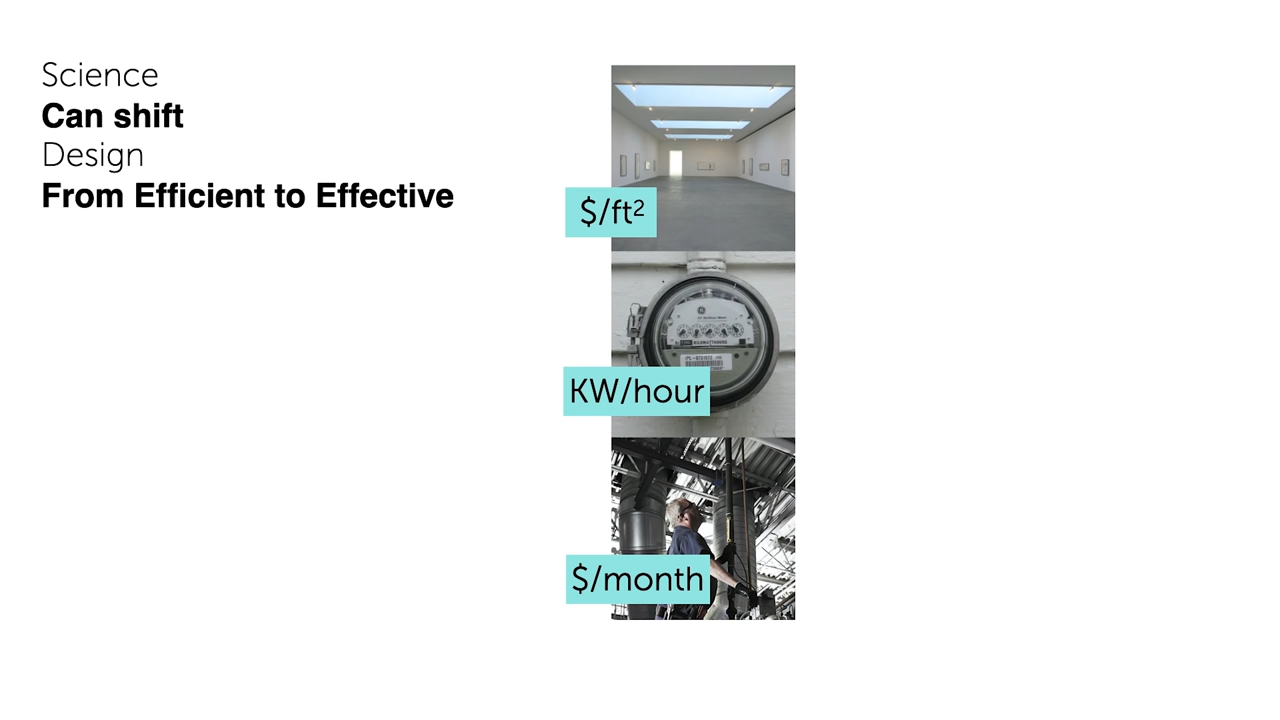 Science
Can shift
Design
From Efficient to Effective
$/ft²
KW/hour
$/month